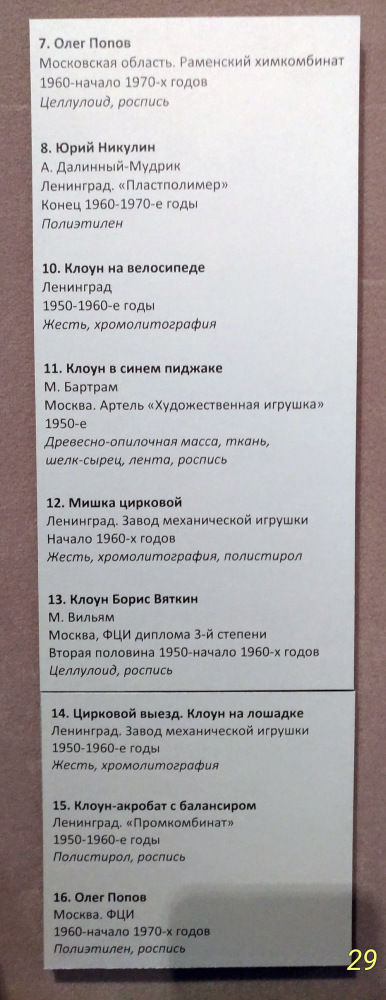 7. Олег Попов
Московская область. Раменский химкомбинат
1960-начало 1970-х годов
Целлулоид, роспись
8. Юрий Никулин
А. Далинный-Мудрик
Ленинград. «Пластполимер»
Конец 1960-1970-е годы
Полиэтилен
10. Клоун на велосипеде
Ленинград
1950-1960-е годы
Жесть, хромолитография
11. Клоун в синем пиджаке
М. Бартрам
Москва. Артель «Художественная игрушка»
1950-е
Древесно-опилочная масса, ткань,
шелк-сырец, лента, роспись
12. Мишка цирковой
Ленинград. Завод механической игрушки
Начало 1960-х годов
Жесть, хромолитография, полистирол
13. Клоун Борис Вяткин
М. Вильям
Москва, ФЦИ диплома 3-й степени
Вторая половина 1950-начало 1960-х годов
Целлулоид, роспись
14. Цирковой выезд. Клоун на лошадке
Ленинград. Завод механической игрушки
1950-1960-е годы
Жесть, хромолитография
15. Клоун-акробат с балансиром
Ленинград. «Промкомбинат»
1950-1960-е годы
Полистирол, роспись
16. Олег Попов
Москва. ФЦИ
1960-начало 1970-х годов
Полиэтилен, роспись
29